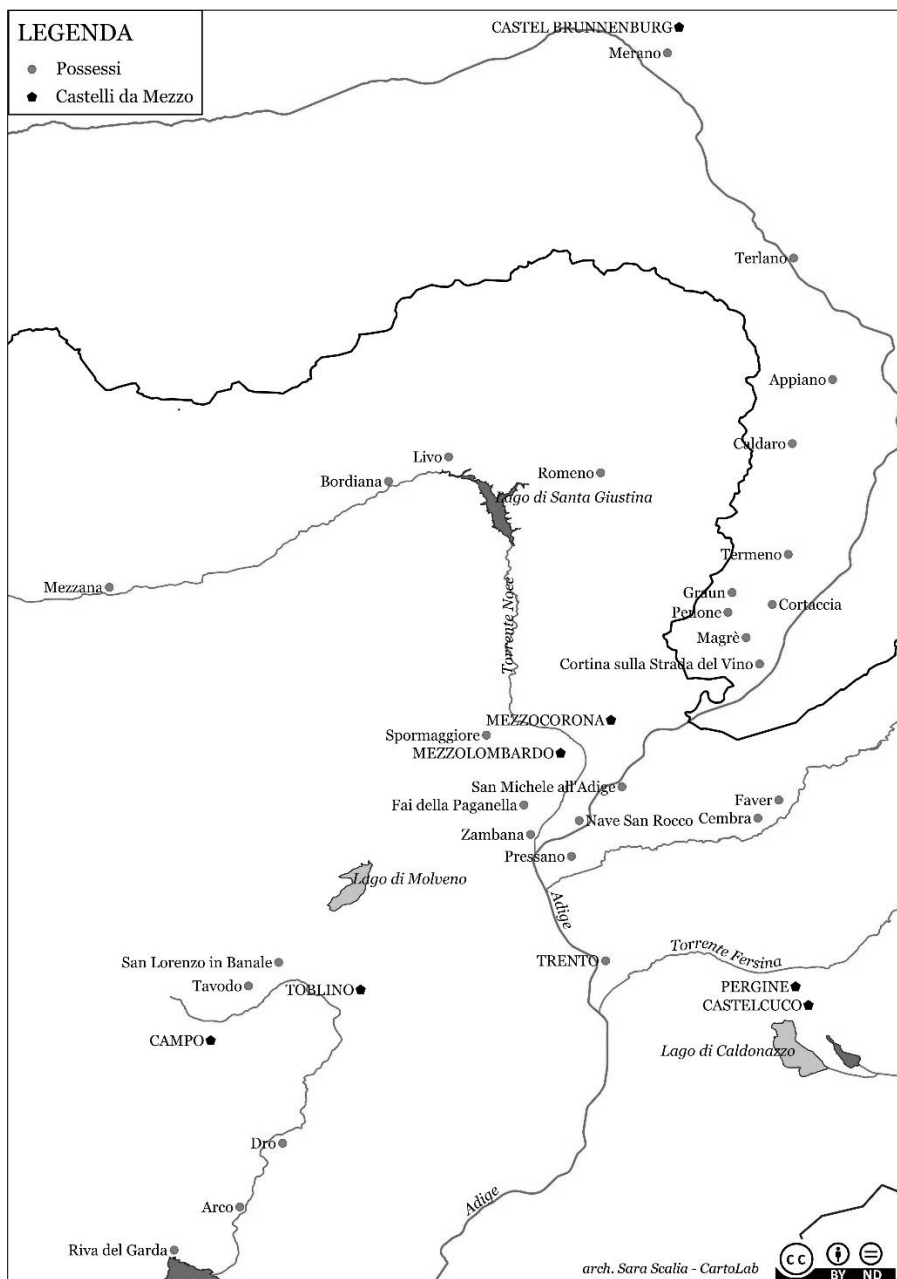 LEGENDA
Possessi
Castelli da Mezzo
CASTEL BRUNNENBURG
Merano
Terlano
Appiano
Caldaro
Livo
Romeno
Bordiana
Lago di Santa Giustina
Termeno
Mezzana
Graun
Cortaccia
Penone
Magrè
Torrente Noce
Cortina sulla Strada del Vino
MEZZOCORONA
Spormaggiore
MEZZOLOMBARDO
San Michele all'Adige
Fai della Paganella
Faver
Cembra
Nave San Rocco
Zambana
Pressano
Lago di Molveno
Adige
Torrente Fersina
San Lorenzo in Banale
TRENTO
Tavodo
TOBLINO
PERGINE
CASTELCUCO
CAMPO
Lago di Caldonazzo
Dro
Adige
Arco
Riva del Garda
arch. Sara Scalia - CartoLab
cc
BY ND